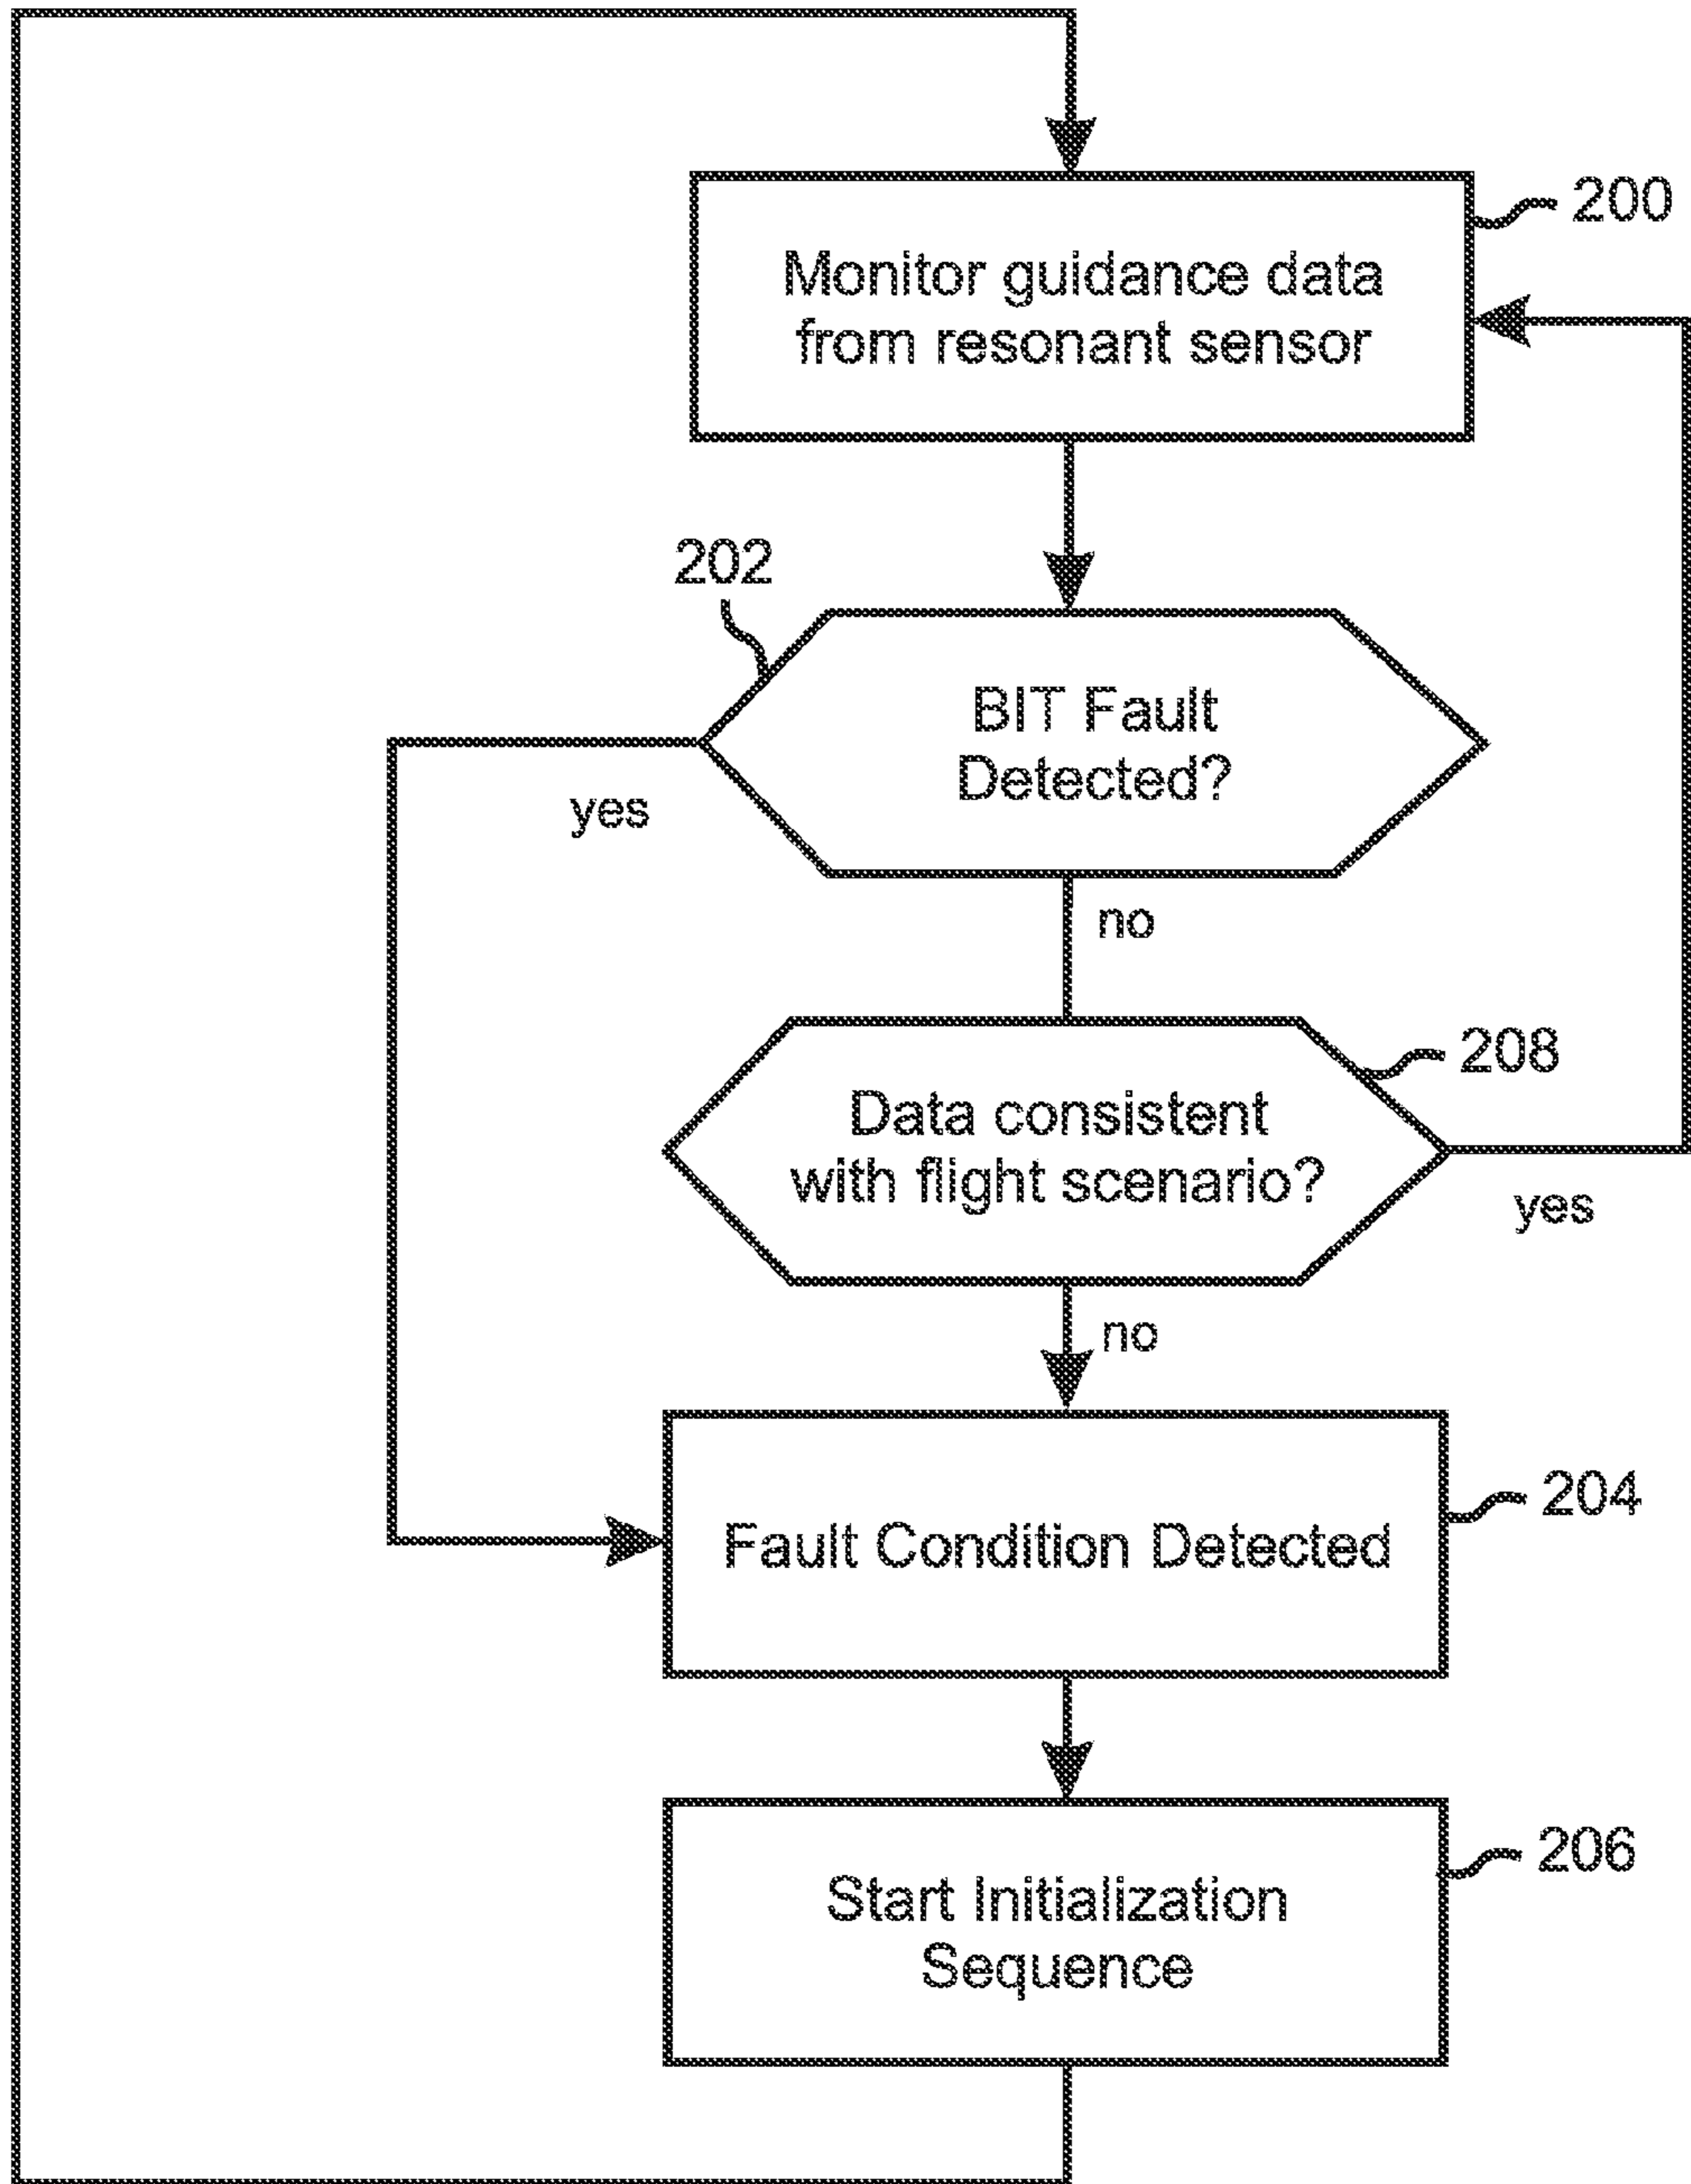 200
Monitor guidance data
from resonant sensor
202
BIT Fault
Detected?
yes
no
208
Data consistent
with flight scenario?
yes
no
204
Fault Condition Detected
206
Start Initialization
Sequence